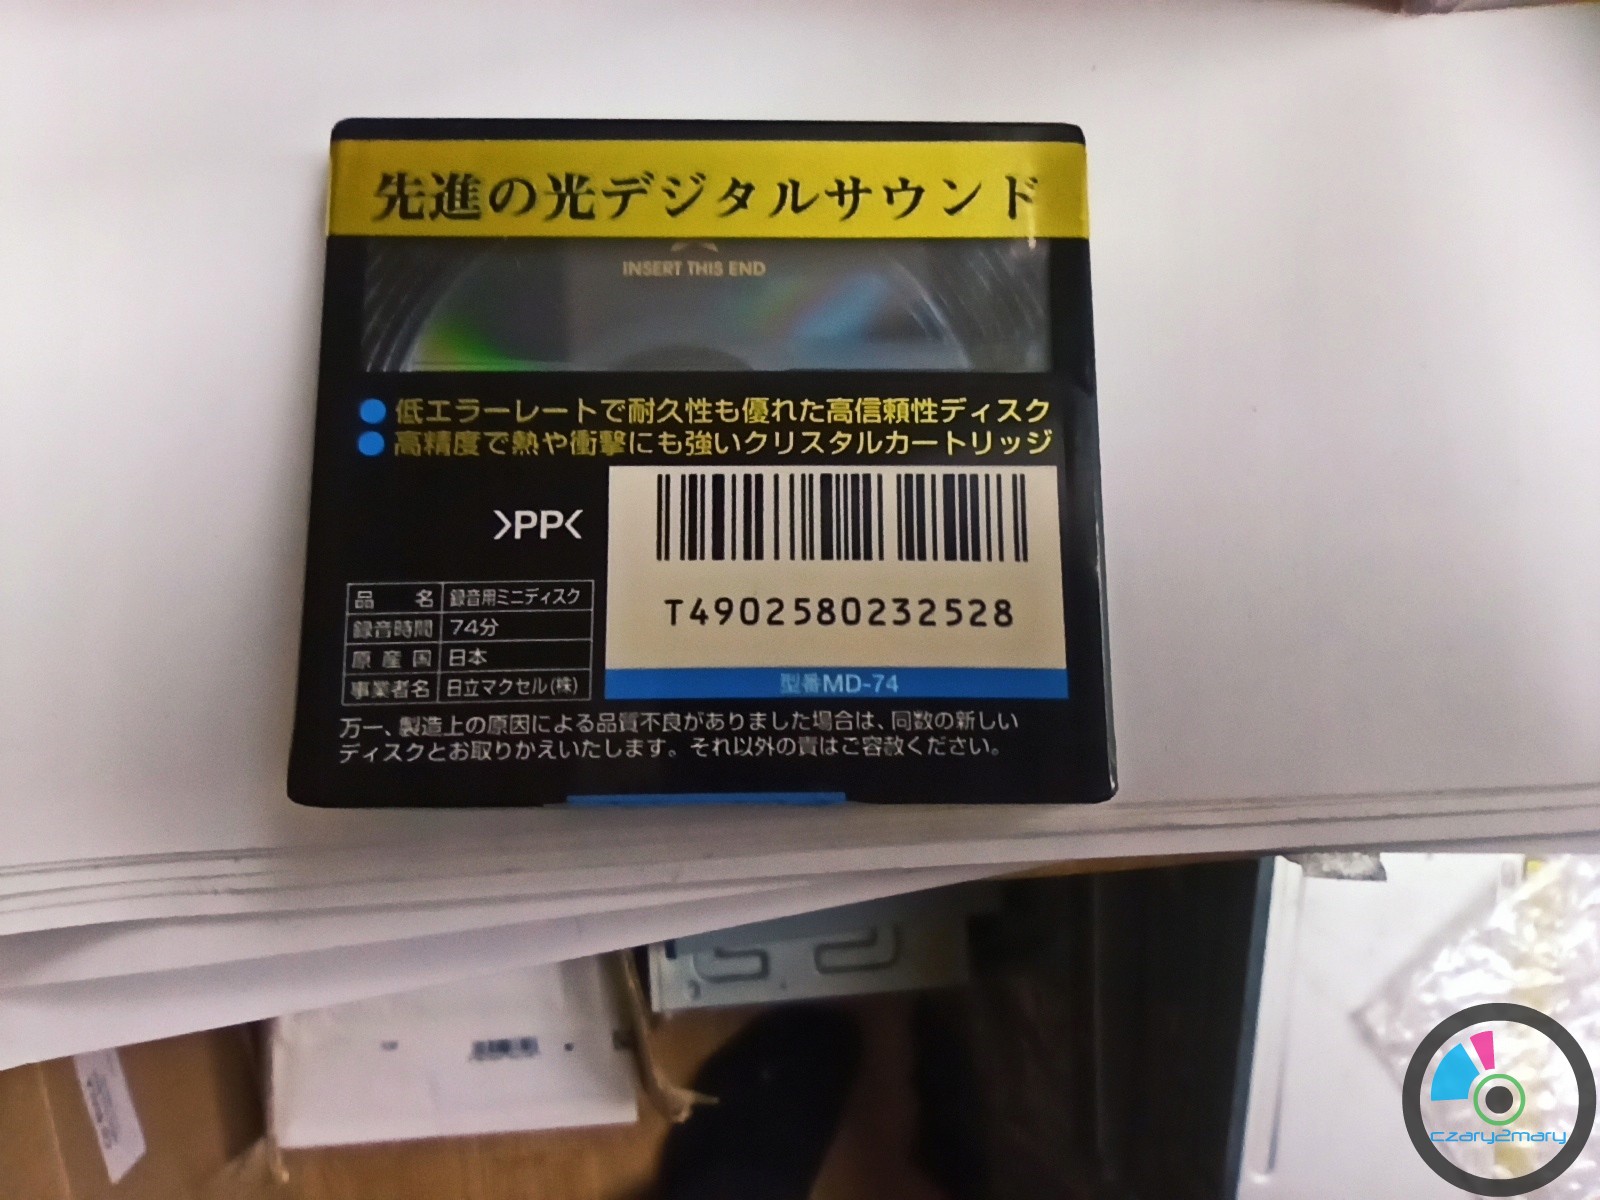 先進の光デジタルサウンド
INSERT THIS END
● 低エラーレートで耐久性も優れた高信頼性ディスク
● 高精度で熱や衝撃にも強いクリスタルカートリッジ
>PP<
T4902580232528
型番MD-74
品名 録音用ミニディスク
録音時間 74分
原産国 日本
事業者名 日立マクセル(株)
万一、製造上の原因による品質不良がありました場合は、同数の新しい
ディスクとお取りかえいたします。それ以外の責はご容赦ください。
czary2mary